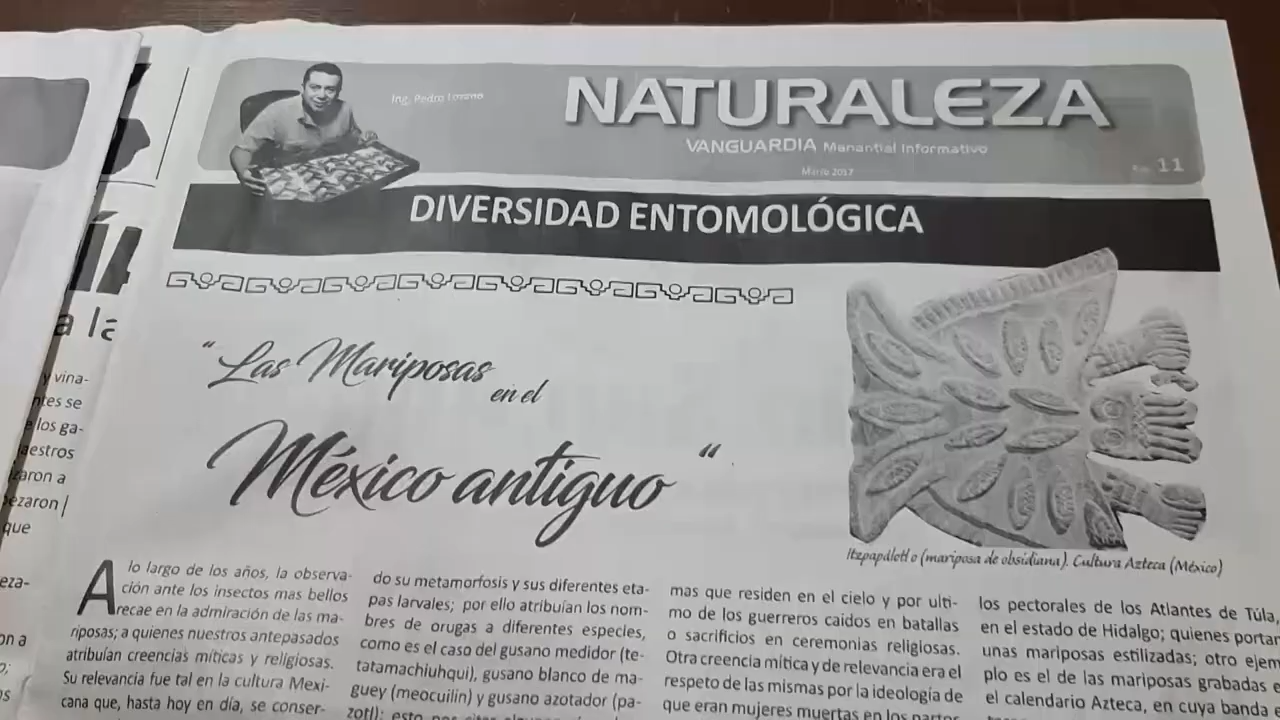 Ing. Pedro Lozano
NATURALEZA
VANGUARDIA Manantial Informativo
Marzo 2017
Pág. 11
DIVERSIDAD ENTOMOLÓGICA
“Las Mariposas
en el
México antiguo“
Itzpapálotl o (mariposa de obsidiana). Cultura Azteca (México)
A lo largo de los años, la observa-
ción ante los insectos mas bellos
recae en la admiración de las ma-
riposas; a quienes nuestros antepasados
atribuían creencias míticas y religiosas.
Su relevancia fue tal en la cultura Mexi-
cana que, hasta hoy en día, se conser-
do su metamorfosis y sus diferentes eta-
pas larvales; por ello atribuían los nom-
bres de orugas a diferentes especies,
como es el caso del gusano medidor (te-
tatamachiuhqui), gusano blanco de ma-
guey (meocuilin) y gusano azotador (pa-
zotl); esto
mas que residen en el cielo y por ulti-
mo de los guerreros caidos en batallas
o sacrificios en ceremonias religiosas.
Otra creencia mítica y de relevancia era el
respeto de las mismas por la ideología de
que eran mujeres muertas en los partos
los pectorales de los Atlantes de Túla,
en el estado de Hidalgo; quienes portan
unas mariposas estilizadas; otro ejem-
plo es el de las mariposas grabadas e
el calendario Azteca, en cuya banda e
a la
y vina-
ntes se
e los ga-
aestros
izaron a
pezaron
que
eza-
on a
o;
os